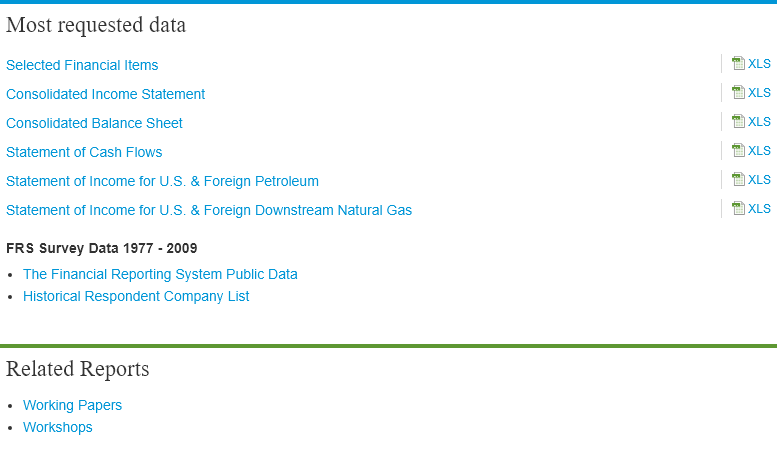 Most requested data
Selected Financial Items XLS
Consolidated Income Statement XLS
Consolidated Balance Sheet XLS
Statement of Cash Flows XLS
Statement of Income for U.S. & Foreign Petroleum XLS
Statement of Income for U.S. & Foreign Downstream Natural Gas XLS
FRS Survey Data 1977 - 2009
• The Financial Reporting System Public Data
• Historical Respondent Company List
Related Reports
• Working Papers
• Workshops